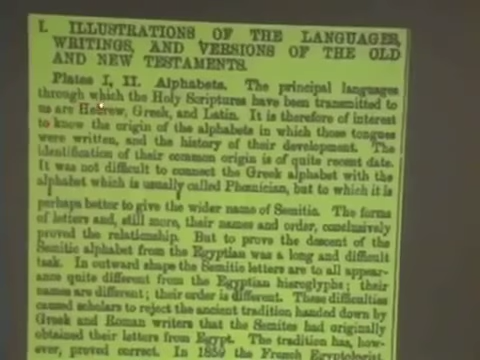 I. ILLUSTRATIONS OF THE LANGUAGES,
WRITINGS, AND VERSIONS OF THE OLD
AND NEW TESTAMENTS.
Plates I, II. Alphabets. The principal languages
through which the Holy Scriptures have been transmitted to
us are Hebrew, Greek, and Latin. It is therefore of interest
to know the origin of the alphabets in which those tongues
were written, and the history of their development. The
identification of their common origin is of quite recent date.
It was not difficult to connect the Greek alphabet with the
alphabet which is usually called Phœnician, but to which it is
perhaps better to give the wider name of Semitic. The forms
of letters and, still more, their names and order, conclusively
proved the relationship. But to prove the descent of the
Semitic alphabet from the Egyptian was a long and difficult
task. In outward shape the Semitic letters are to all appear-
ance quite different from the Egyptian hieroglyphs; their
names are different; their order is different. These difficulties
caused scholars to reject the ancient tradition handed down by
Greek and Roman writers that the Semites had originally
obtained their letters from Egypt. The tradition has, how-
ever, proved correct. In 1859 the French Egyptologist